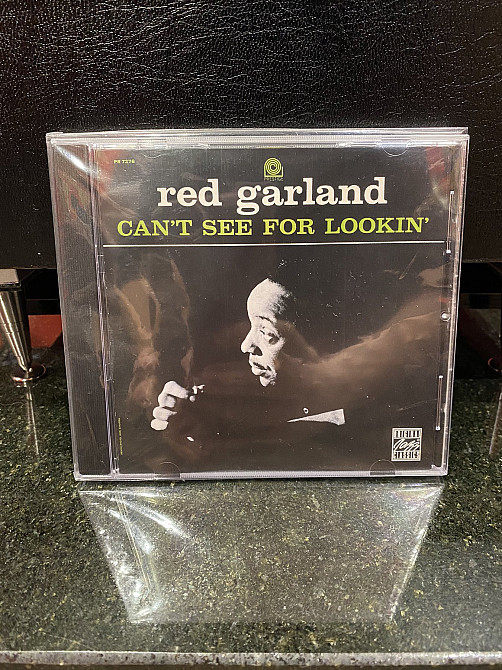 PR 7276
red garland
CAN'T SEE FOR LOOKIN'
ORIGINAL
Jazz
CLASSICS